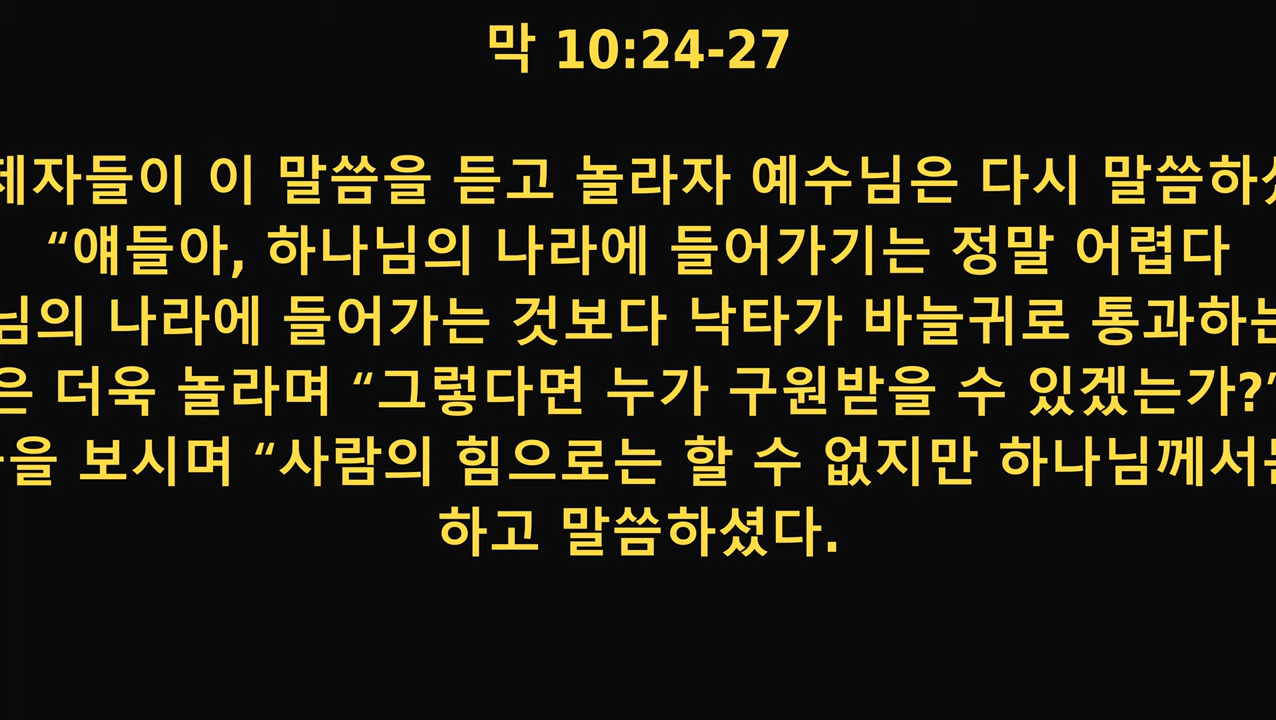 막 10:24-27
제자들이 이 말씀을 듣고 놀라자 예수님은 다시 말씀하셨
“얘들아, 하나님의 나라에 들어가기는 정말 어렵다
님의 나라에 들어가는 것보다 낙타가 바늘귀로 통과하는
은 더욱 놀라며 “그렇다면 누가 구원받을 수 있겠는가?”
을 보시며 “사람의 힘으로는 할 수 없지만 하나님께서는
하고 말씀하셨다.